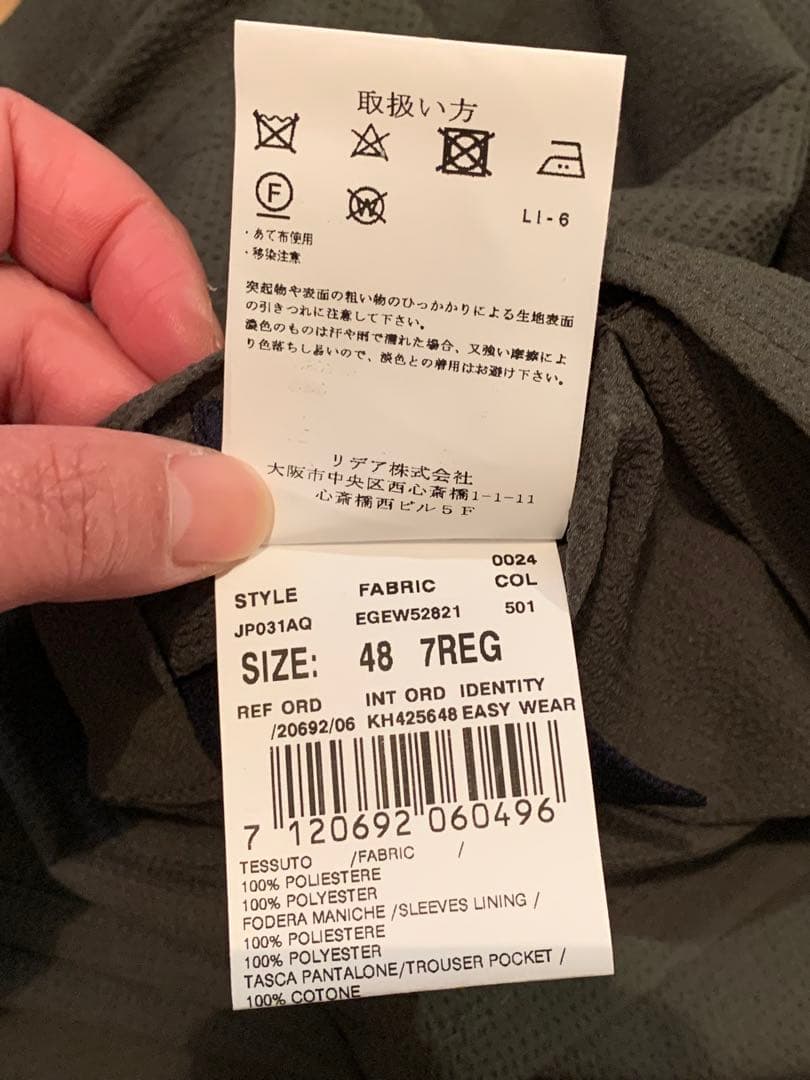 取扱い方
F W
LI-6
・あて布使用
・移染注意
突起物や表面の粗い物のひっかかりによる生地表面
の引きつれに注意して下さい。
濃色のものは汗や雨で濡れた場合、又強い摩擦によ
り色落ちし易いので、淡色との着用はお避け下さい。
リデア株式会社
大阪市中央区西心斎橋1-1-11
心斎橋西ビル5F
0024
STYLE FABRIC COL
JP031AQ EGEW52821 501
SIZE: 48 7REG
REF ORD INT ORD IDENTITY
/20692/06 KH425648 EASY WEAR
7 120692 060496
TESSUTO /FABRIC /
100% POLIESTERE
100% POLYESTER
FODERA MANICHE /SLEEVES LINING /
100% POLIESTERE
100% POLYESTER
TASCA PANTALONE/TROUSER POCKET /
100% COTONE